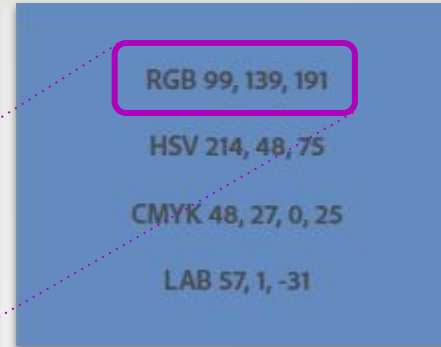 RGB 99, 139, 191
HSV 214, 48, 75
CMYK 48, 27, 0, 25
LAB 57, 1, -31